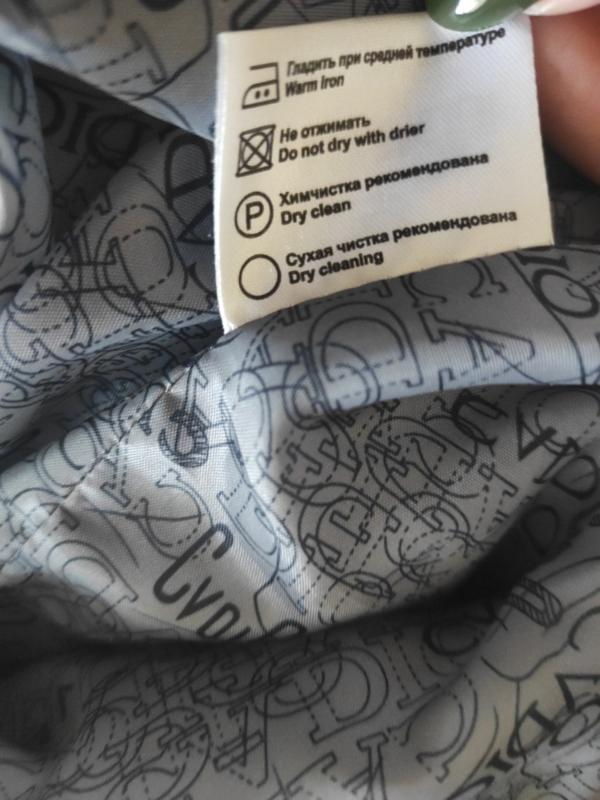 Гладить при средней температуре
Warm iron
Не отжимать
Do not dry with drier
P
Химчистка рекомендована
Dry clean
Сухая чистка рекомендована
Dry cleaning